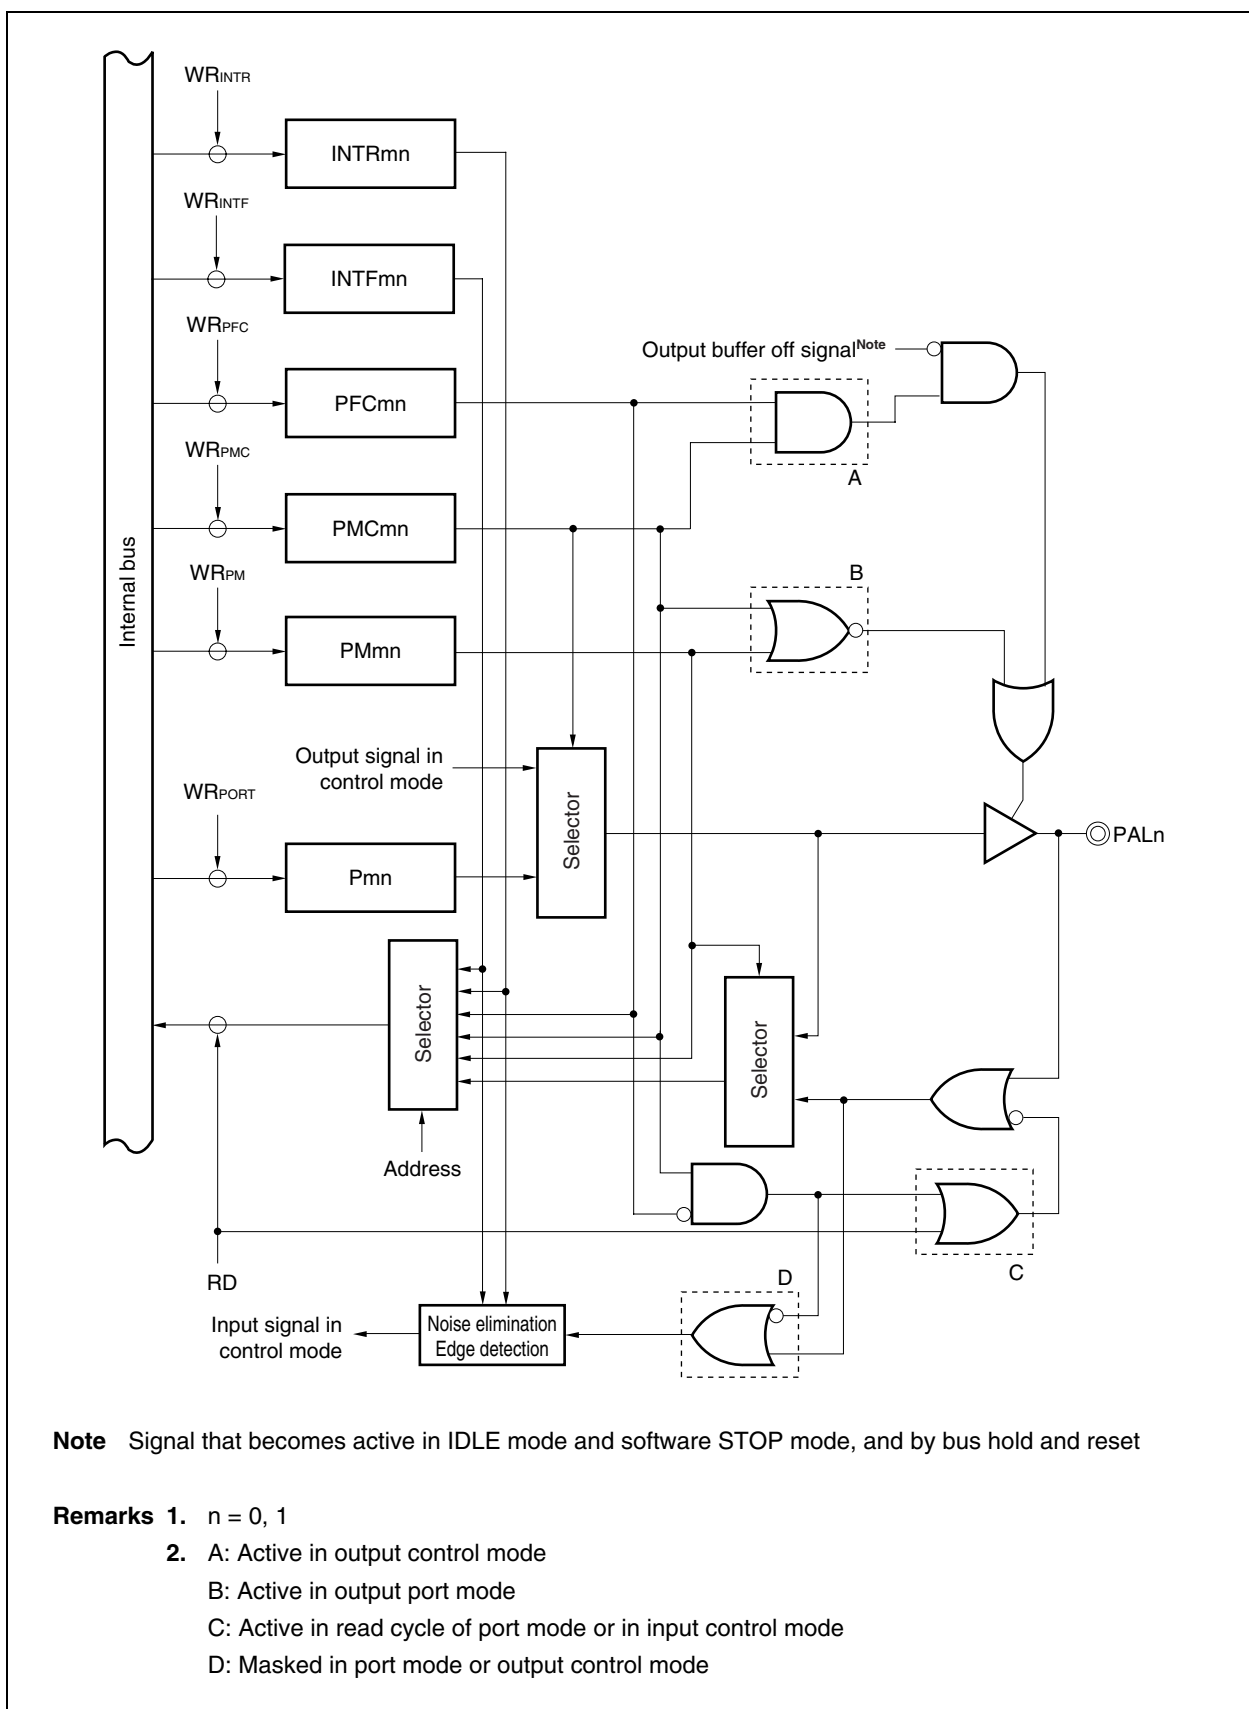 WRINTR
INTRmn
WRINTF
INTFmn
WRPFC
Output buffer off signalNote
PFCmn
A
WRPMC
PMCmn
Internal bus
WRPM
B
PMmn
Output signal in
control mode
Selector
WRPORT
PALn
Pmn
Selector
Selector
Address
RD
C
D
Input signal in
control mode
Noise elimination
Edge detection
Note Signal that becomes active in IDLE mode and software STOP mode, and by bus hold and reset
Remarks 1. n = 0, 1
2. A: Active in output control mode
B: Active in output port mode
C: Active in read cycle of port mode or in input control mode
D: Masked in port mode or output control mode